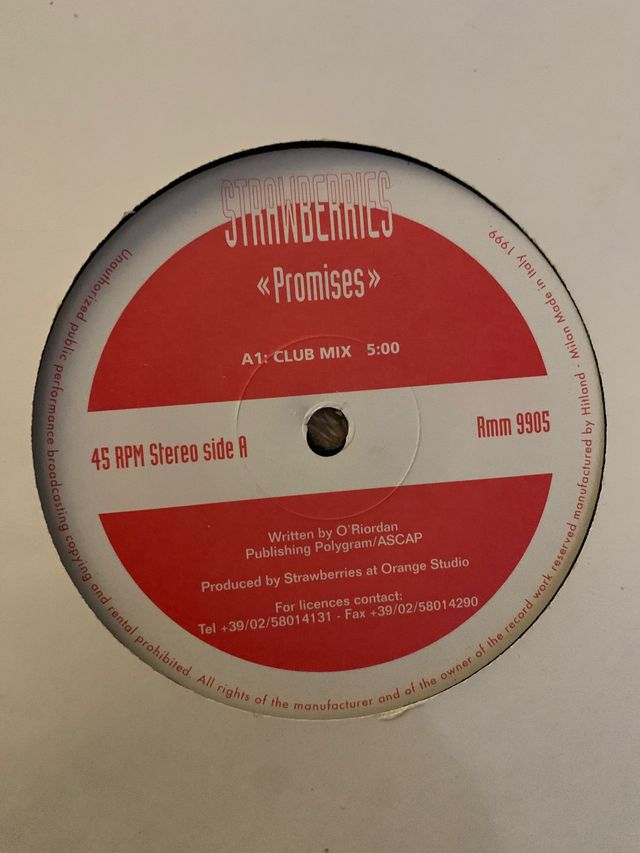 STRAWBERRIES
«Promises»
A1: CLUB MIX 5:00
45 RPM Stereo side A
Rmm 9905
Written by O'Riordan
Publishing Polygram/ASCAP
Produced by Strawberries at Orange Studio
For licences contact:
Tel +39/02/58014131 - Fax +39/02/58014290
Unauthorized public performance broadcasting copying and rental prohibited. All rights of the manufacturer and of the owner of the record work reserved manufactured by Hitland - Milan Made in Italy 1999.